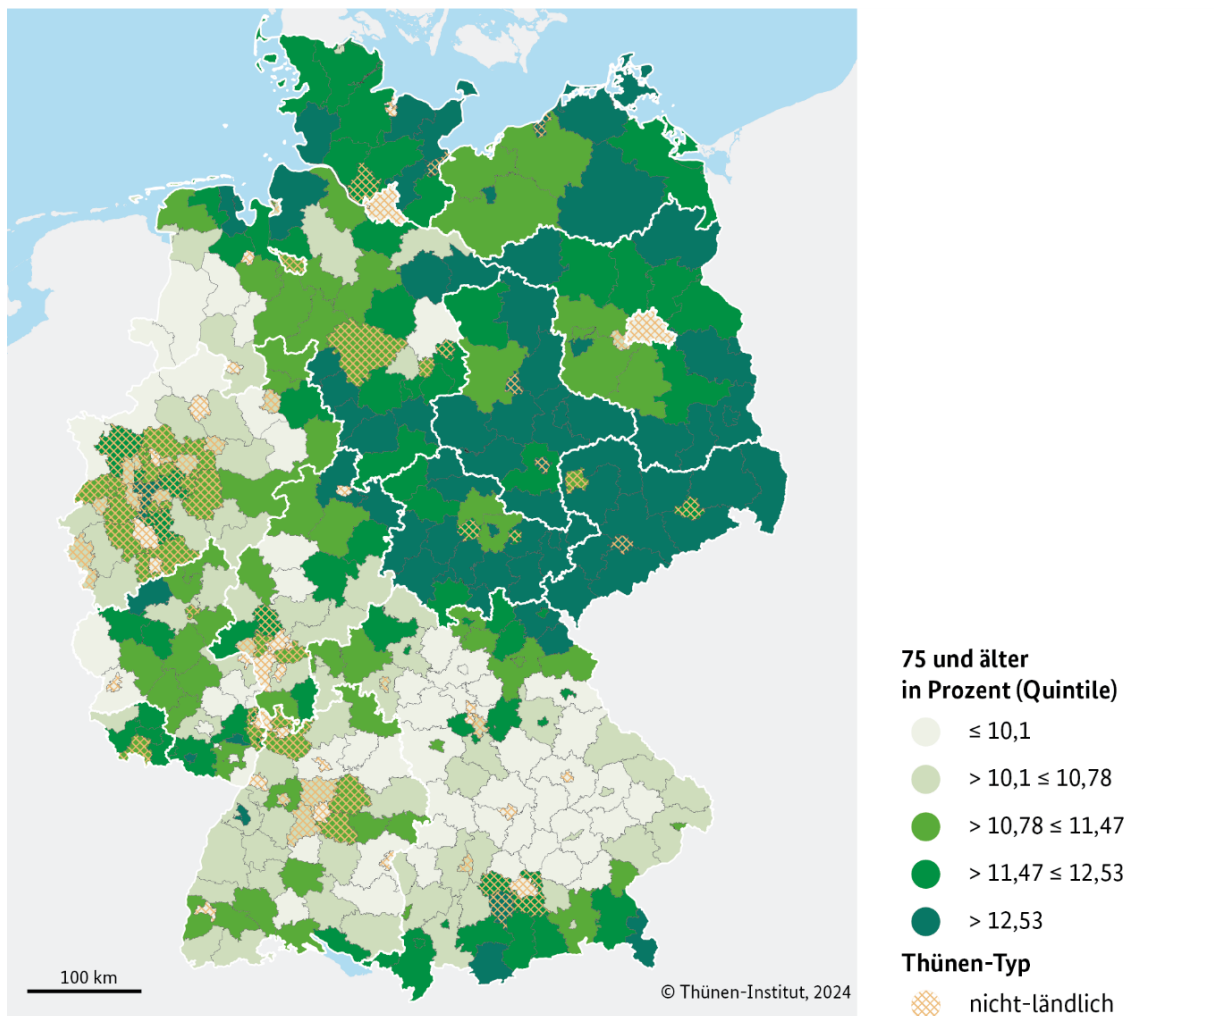 75 und älter
in Prozent (Quintile)
≤ 10,1
> 10,1 ≤ 10,78
> 10,78 ≤ 11,47
> 11,47 ≤ 12,53
> 12,53
Thünen-Typ
nicht-ländlich
100 km
© Thünen-Institut, 2024